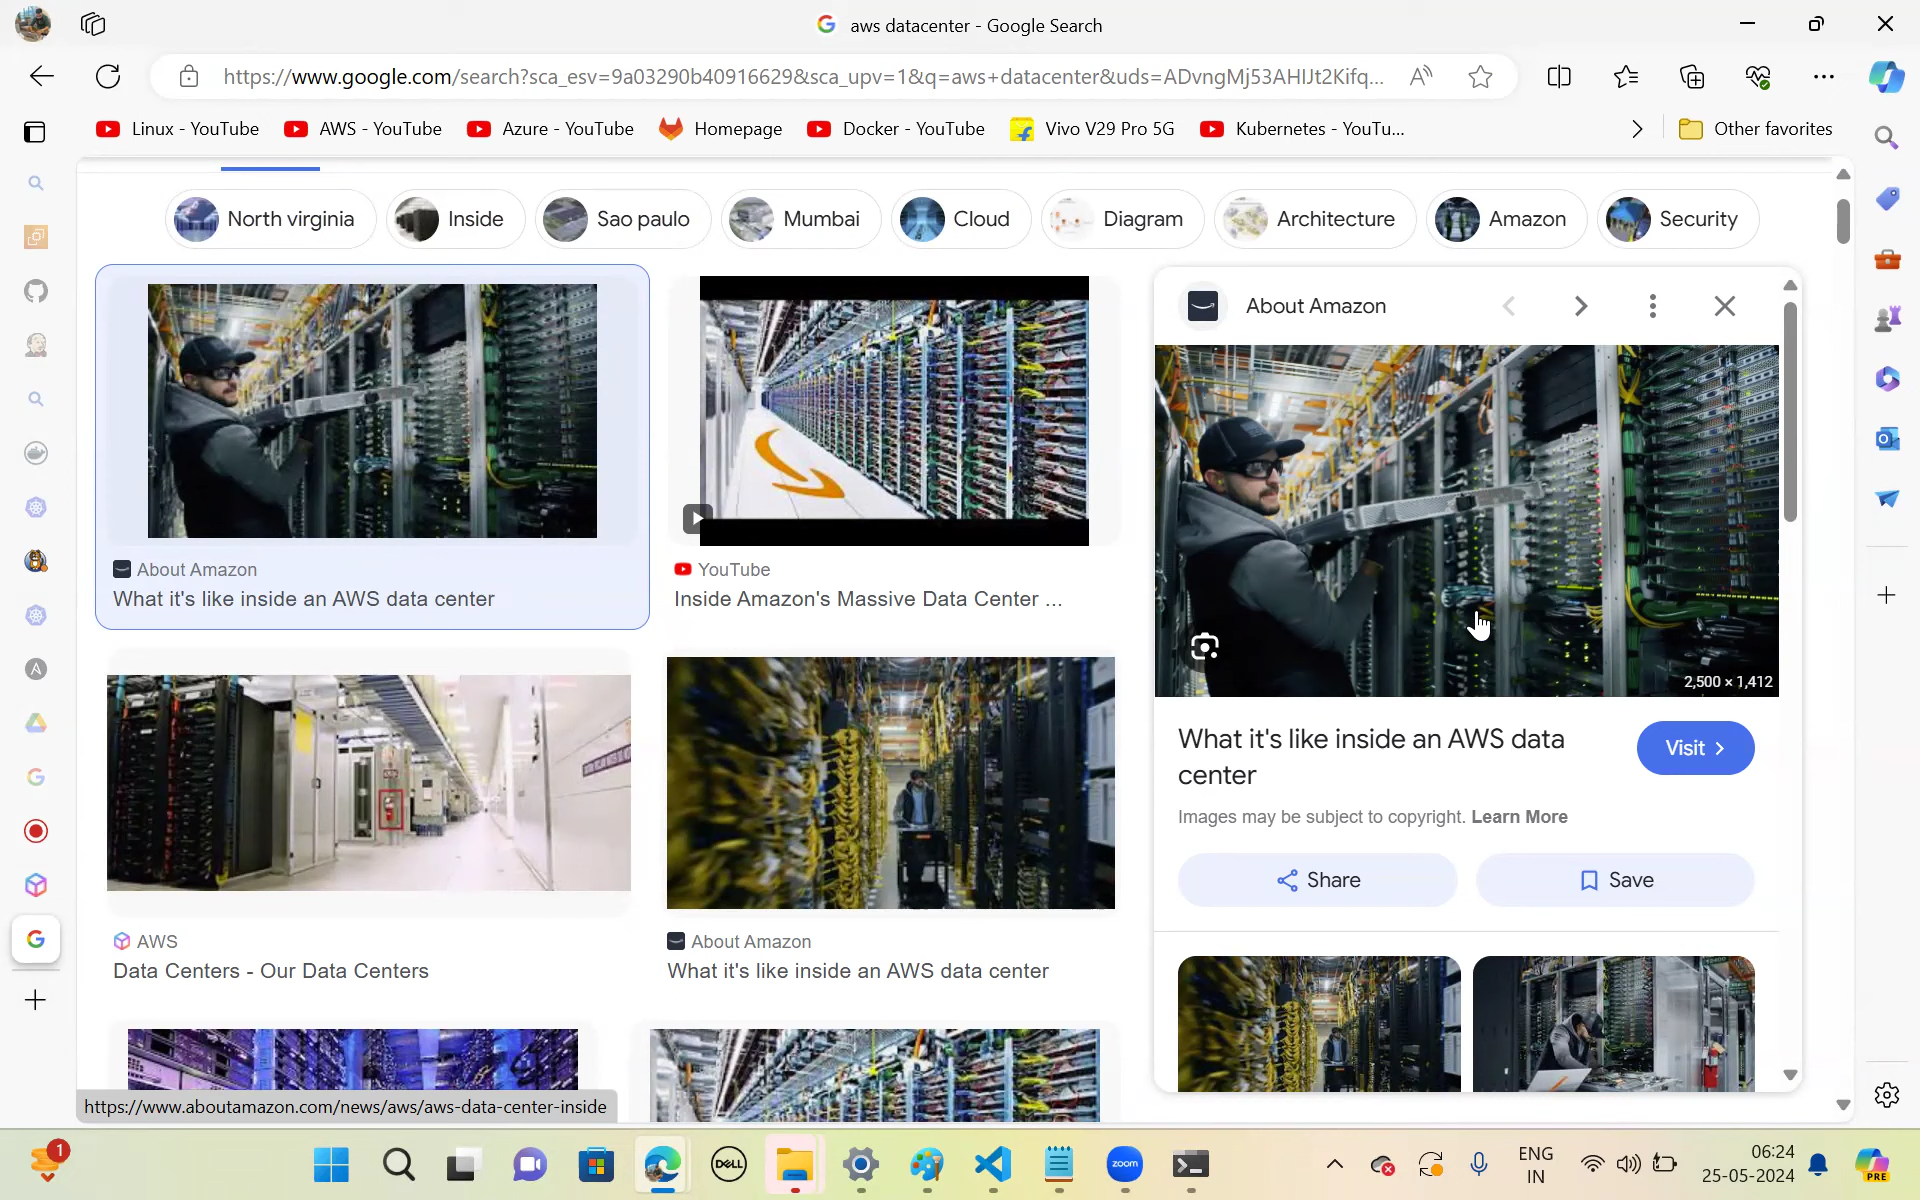 aws datacenter - Google Search
https://www.google.com/search?sca_esv=9a03290b40916629&sca_upv=1&q=aws+datacenter&uds=ADvngMj53AHIJt2Kifq...
Linux - YouTube
AWS - YouTube
Azure - YouTube
Homepage
Docker - YouTube
Vivo V29 Pro 5G
Kubernetes - YouTu...
Other favorites
North virginia
Inside
Sao paulo
Mumbai
Cloud
Diagram
Architecture
Amazon
Security
About Amazon
What it's like inside an AWS data center
YouTube
Inside Amazon's Massive Data Center ...
AWS
Data Centers - Our Data Centers
About Amazon
What it's like inside an AWS data center
About Amazon
2,500 × 1,412
What it's like inside an AWS data
center
Visit
Images may be subject to copyright. Learn More
Share
Save
https://www.aboutamazon.com/news/aws/aws-data-center-inside
1
DELL
zoom
ENG
IN
06:24
25-05-2024
PRE